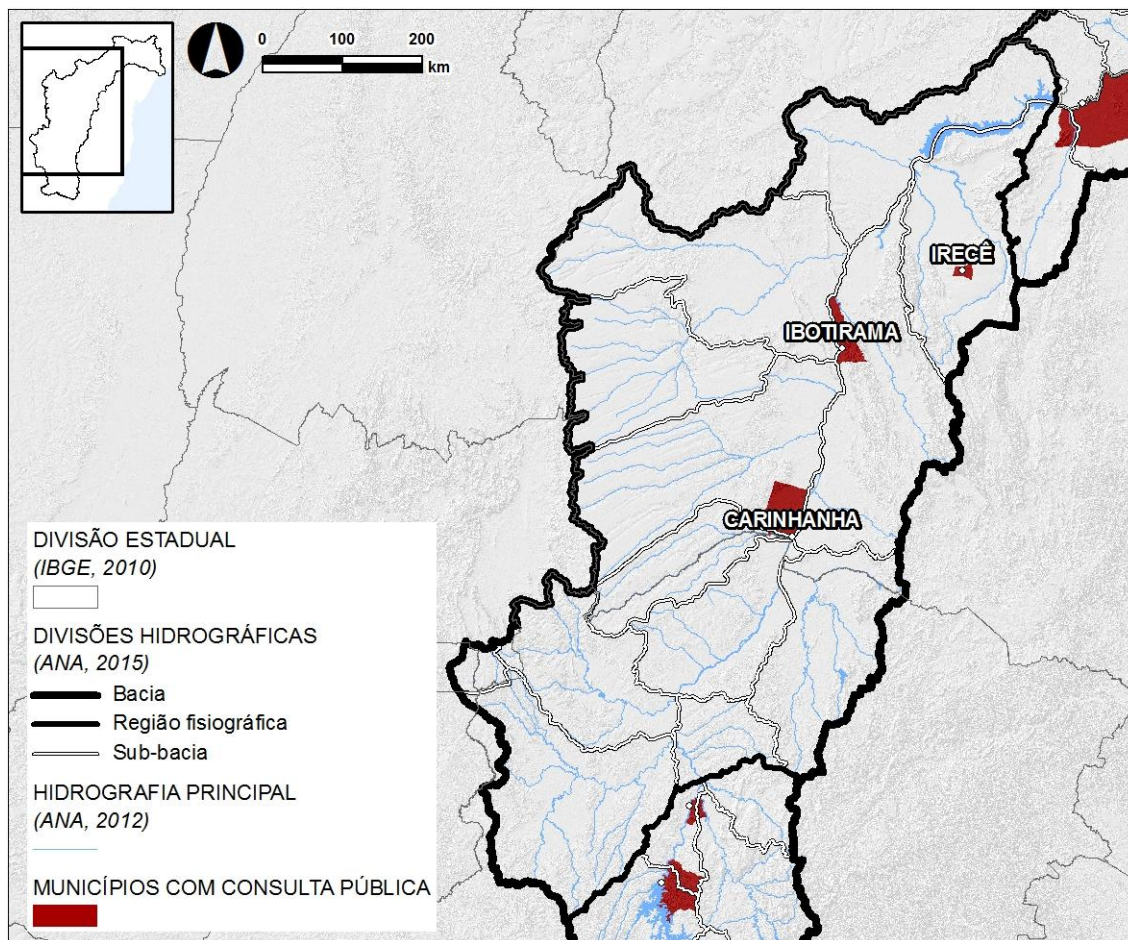 0 100 200
km
IRECÊ
IBOTIRAMA
CARINHANHA
DIVISÃO ESTADUAL
(IBGE, 2010)
DIVISÕES HIDROGRÁFICAS
(ANA, 2015)
Bacia
Região fisiográfica
Sub-bacia
HIDROGRAFIA PRINCIPAL
(ANA, 2012)
MUNICÍPIOS COM CONSULTA PÚBLICA